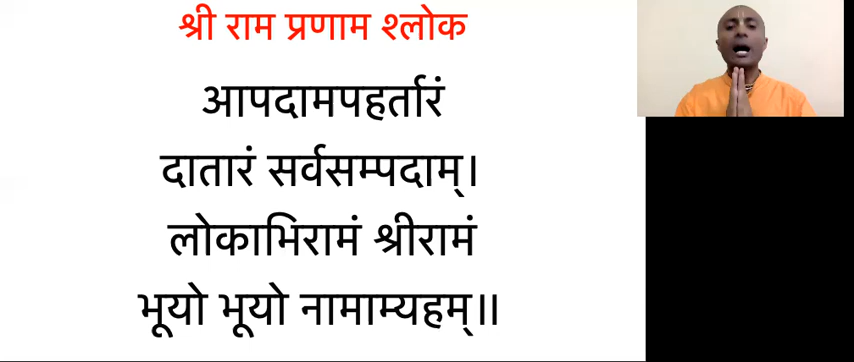 श्री राम प्रणाम श्लोक
आपदामपहर्तारं
दातारं सर्वसम्पदाम्।
लोकाभिरामं श्रीरामं
भूयो भूयो नामाम्यहम्॥